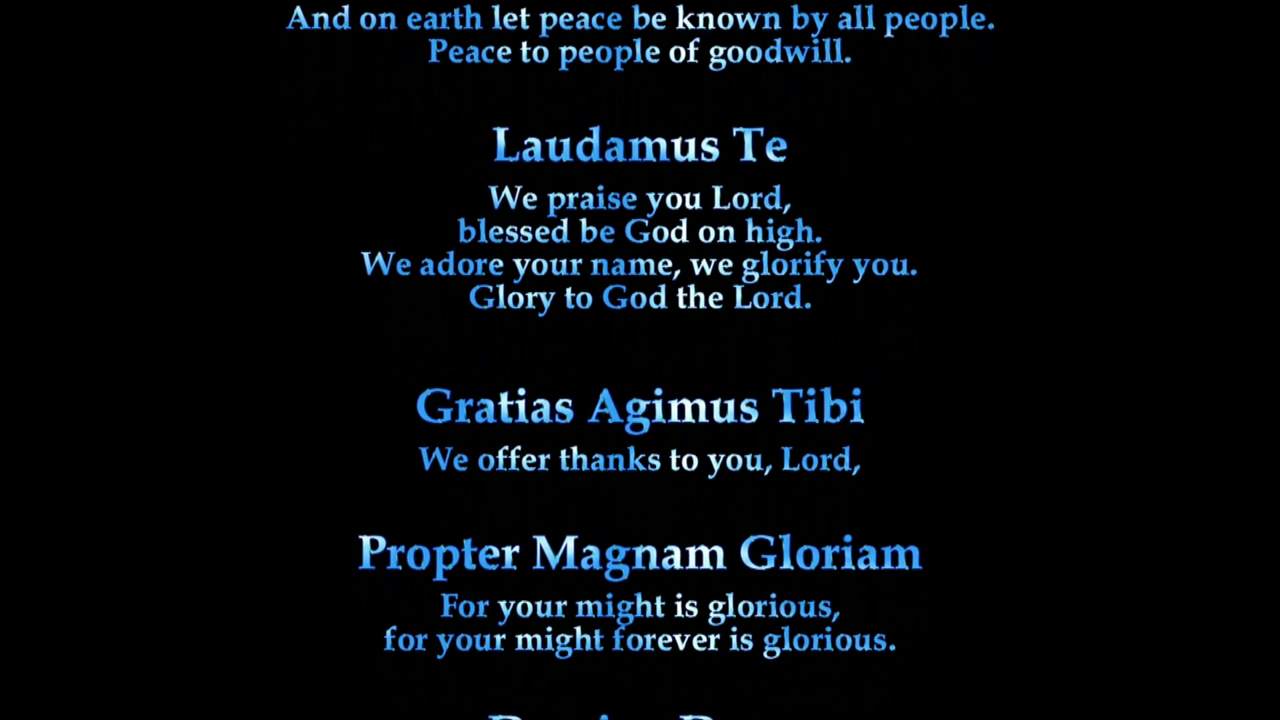 And on earth let peace be known by all people.
Peace to people of goodwill.
Laudamus Te
We praise you Lord,
blessed be God on high.
We adore your name, we glorify you.
Glory to God the Lord.
Gratias Agimus Tibi
We offer thanks to you, Lord,
Propter Magnam Gloriam
For your might is glorious,
for your might forever is glorious.